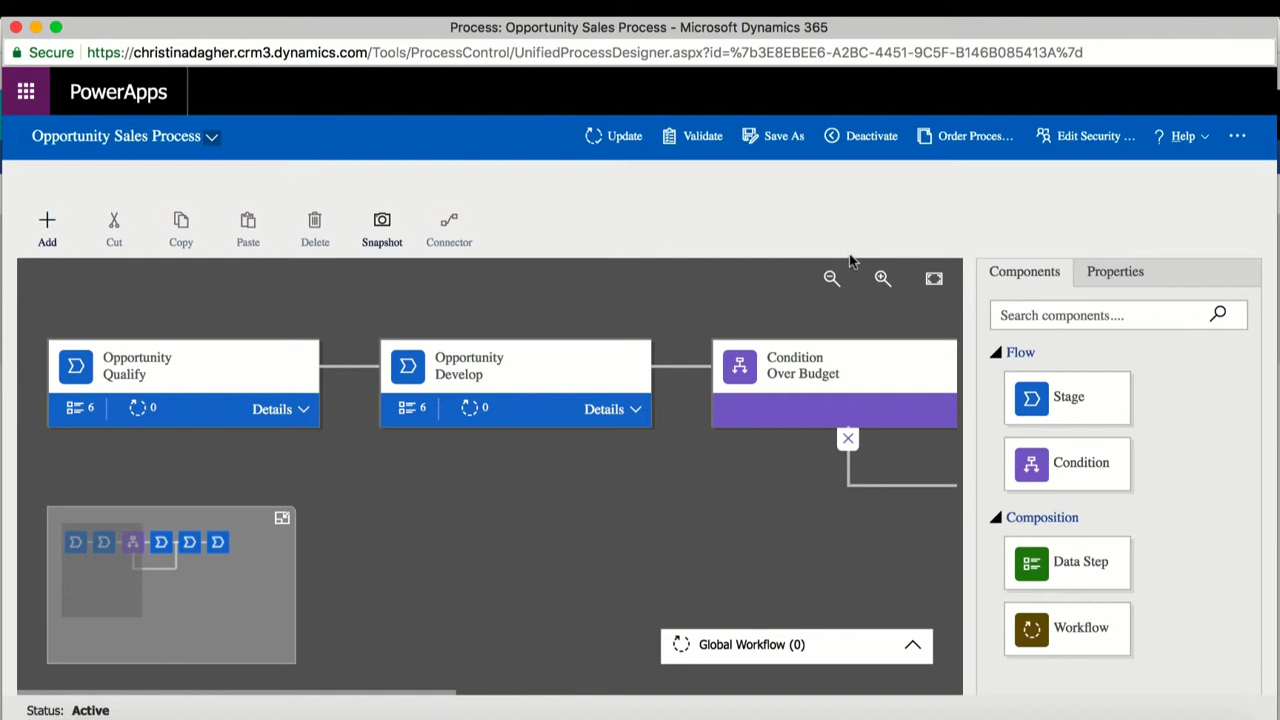 Process: Opportunity Sales Process - Microsoft Dynamics 365
Secure https://christinadagher.crm3.dynamics.com/Tools/ProcessControl/UnifiedProcessDesigner.aspx?id=%7b3E8EBEE6-A2BC-4451-9C5F-B146B085413A%7d
PowerApps
Opportunity Sales Process Update Validate Save As Deactivate Order Proces... Edit Security ... ? Help ...
Add Cut Copy Paste Delete Snapshot Connector
Components Properties
Search components....
Flow
Opportunity
Qualify
6 0 Details
Opportunity
Develop
6 0 Details
Condition
Over Budget
Stage
Condition
Composition
Data Step
Workflow
Global Workflow (0)
Status: Active